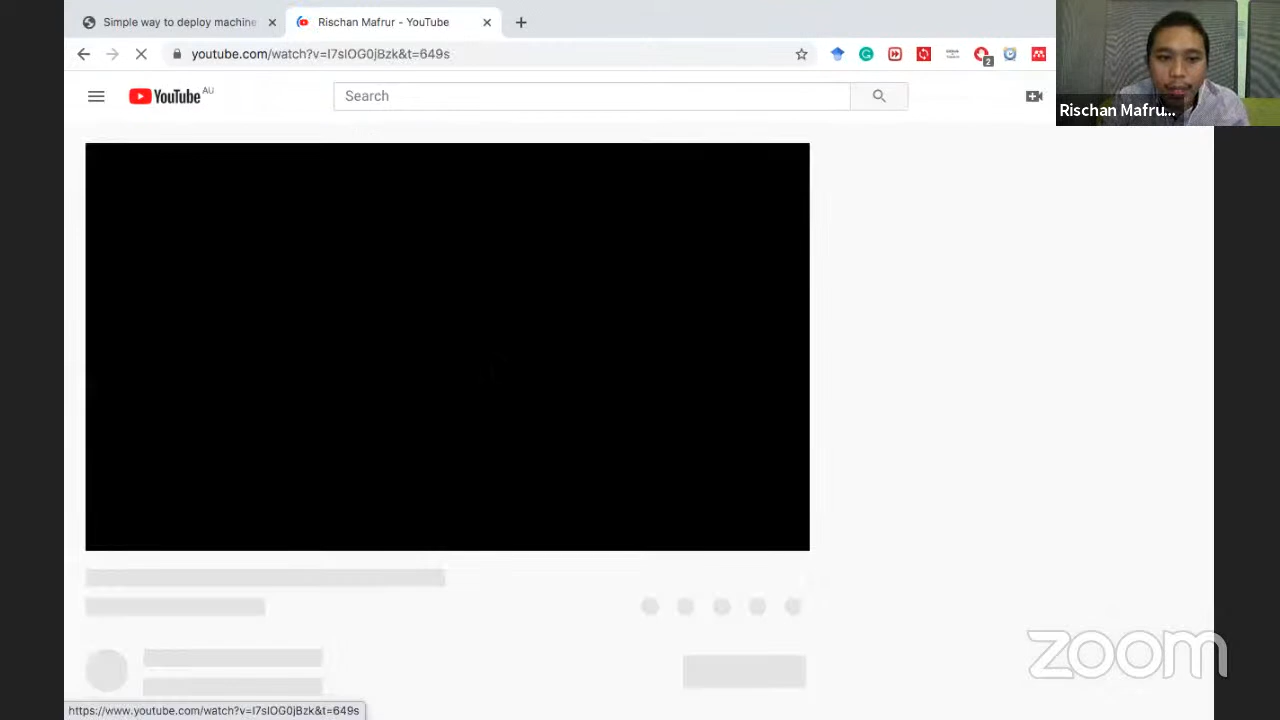 Simple way to deploy machine
Rischan Mafrur - YouTube
youtube.com/watch?v=I7sIOG0jBzk&t=649s
2
YouTube AU
Search
Rischan Mafru...
zoom
https://www.youtube.com/watch?v=I7sIOG0jBzk&t=649s